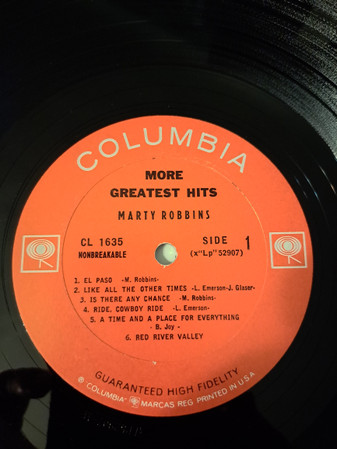 COLUMBIA
MORE
GREATEST HITS
MARTY ROBBINS
CL 1635 SIDE 1
NONBREAKABLE (x"Lp" 52907)
1. EL PASO -M. Robbins-
2. LIKE ALL THE OTHER TIMES -L. Emerson-J. Glaser-
3. IS THERE ANY CHANCE -M. Robbins-
4. RIDE, COWBOY RIDE -L. Emerson-
5. A TIME AND A PLACE FOR EVERYTHING
- B. Joy -
6. RED RIVER VALLEY
GUARANTEED HIGH FIDELITY
® COLUMBIA" MARCAS REG PRINTED IN U.S.A